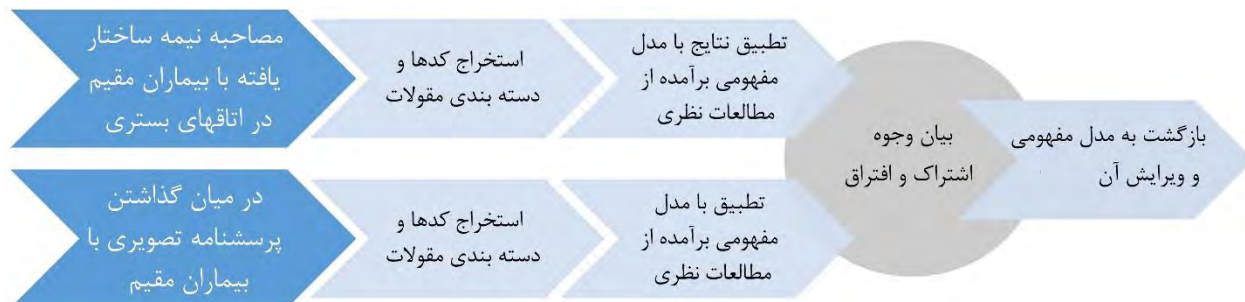 مصاحبه نیمه ساختار
یافته با بیماران مقیم
در اتاقهای بستری
استخراج کدها و
دسته بندی مقولات
تطبیق نتایج با مدل
مفهومی برآمده از
مطالعات نظری
در میان گذاشتن
پرسشنامه تصویری با
بیماران مقیم
استخراج کدها و
دسته بندی مقولات
تطبیق با مدل
مفهومی برآمده از
مطالعات نظری
بیان وجوه
اشتراک و افتراق
بازگشت به مدل مفهومی
و ویرایش آن